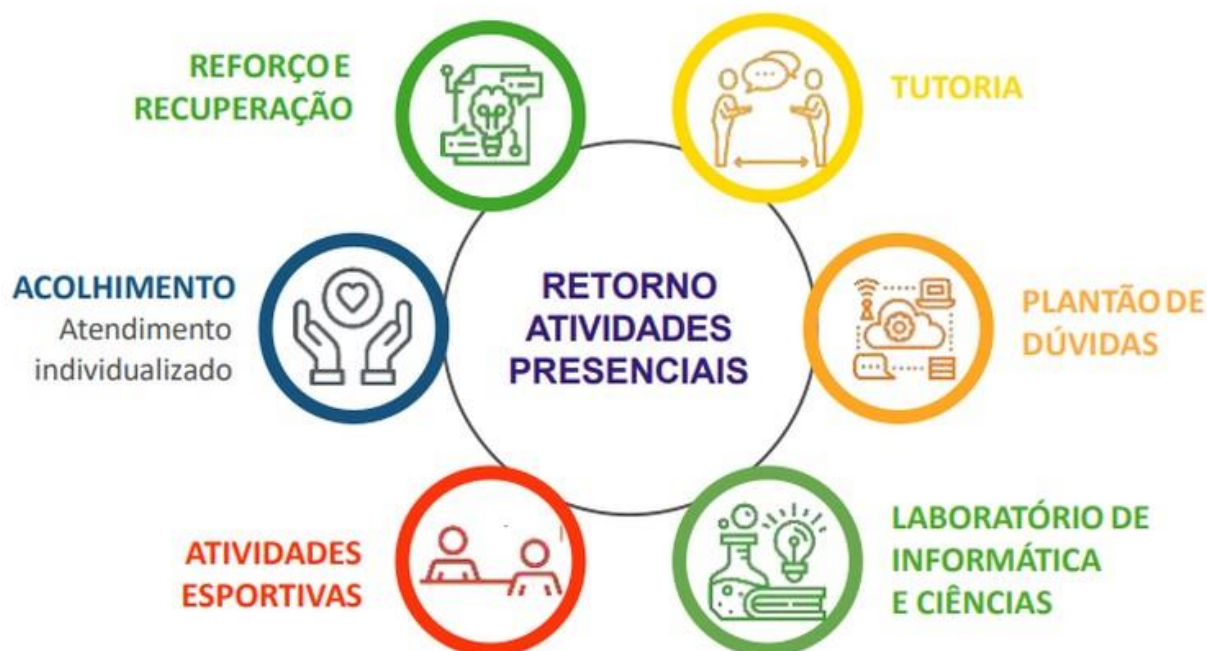 REFORÇO E
RECUPERAÇÃO
TUTORIA
ACOLHIMENTO
Atendimento
individualizado
RETORNO
ATIVIDADES
PRESENCIAIS
PLANTÃO DE
DÚVIDAS
ATIVIDADES
ESPORTIVAS
LABORATÓRIO DE
INFORMÁTICA
E CIÊNCIAS